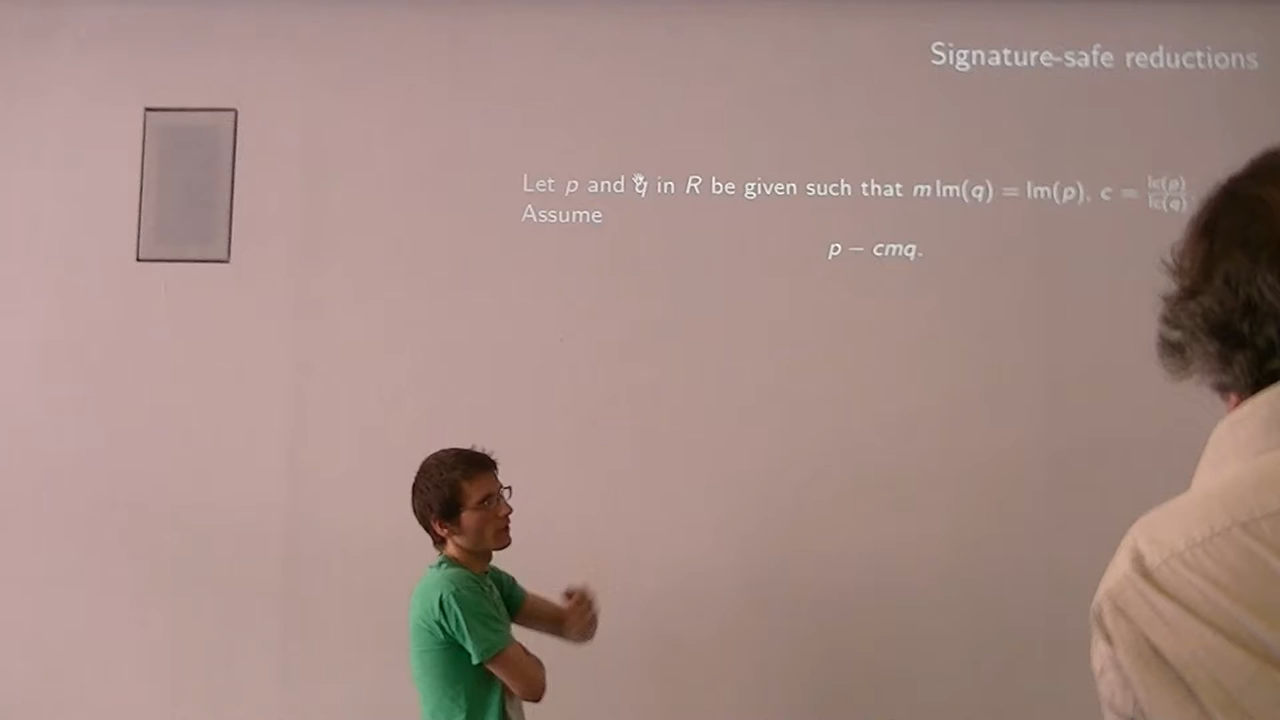 Signature-safe reductions
Let p and q in R be given such that m lm(q) = lm(p), c = lc(p)/lc(q).
Assume
p − cmq.